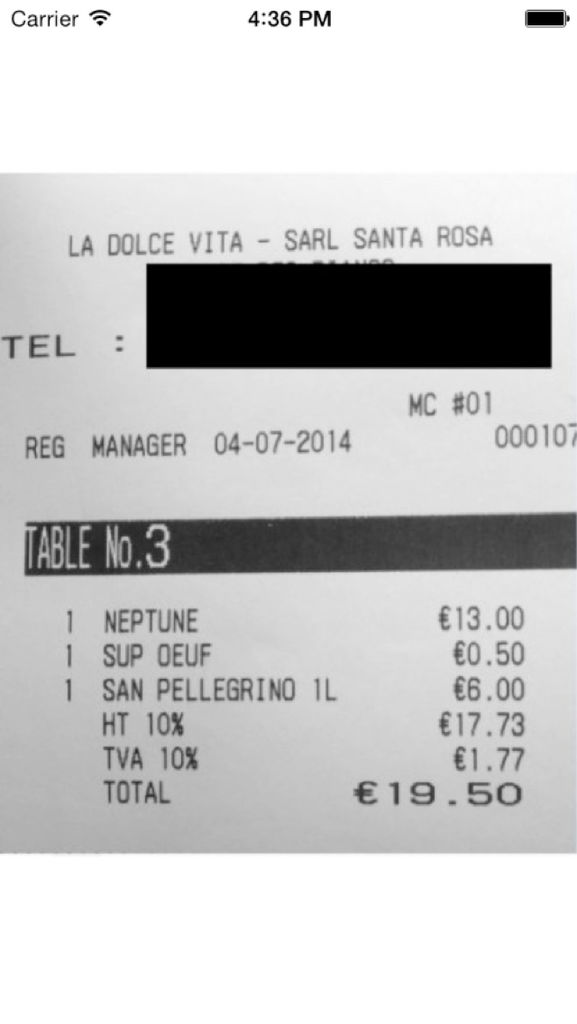 Carrier 4:36 PM
LA DOLCE VITA - SARL SANTA ROSA
TEL :
MC #01
REG MANAGER 04-07-2014 000107
TABLE No.3
1 NEPTUNE €13.00
1 SUP OEUF €0.50
1 SAN PELLEGRINO 1L €6.00
HT 10% €17.73
TVA 10% €1.77
TOTAL €19.50